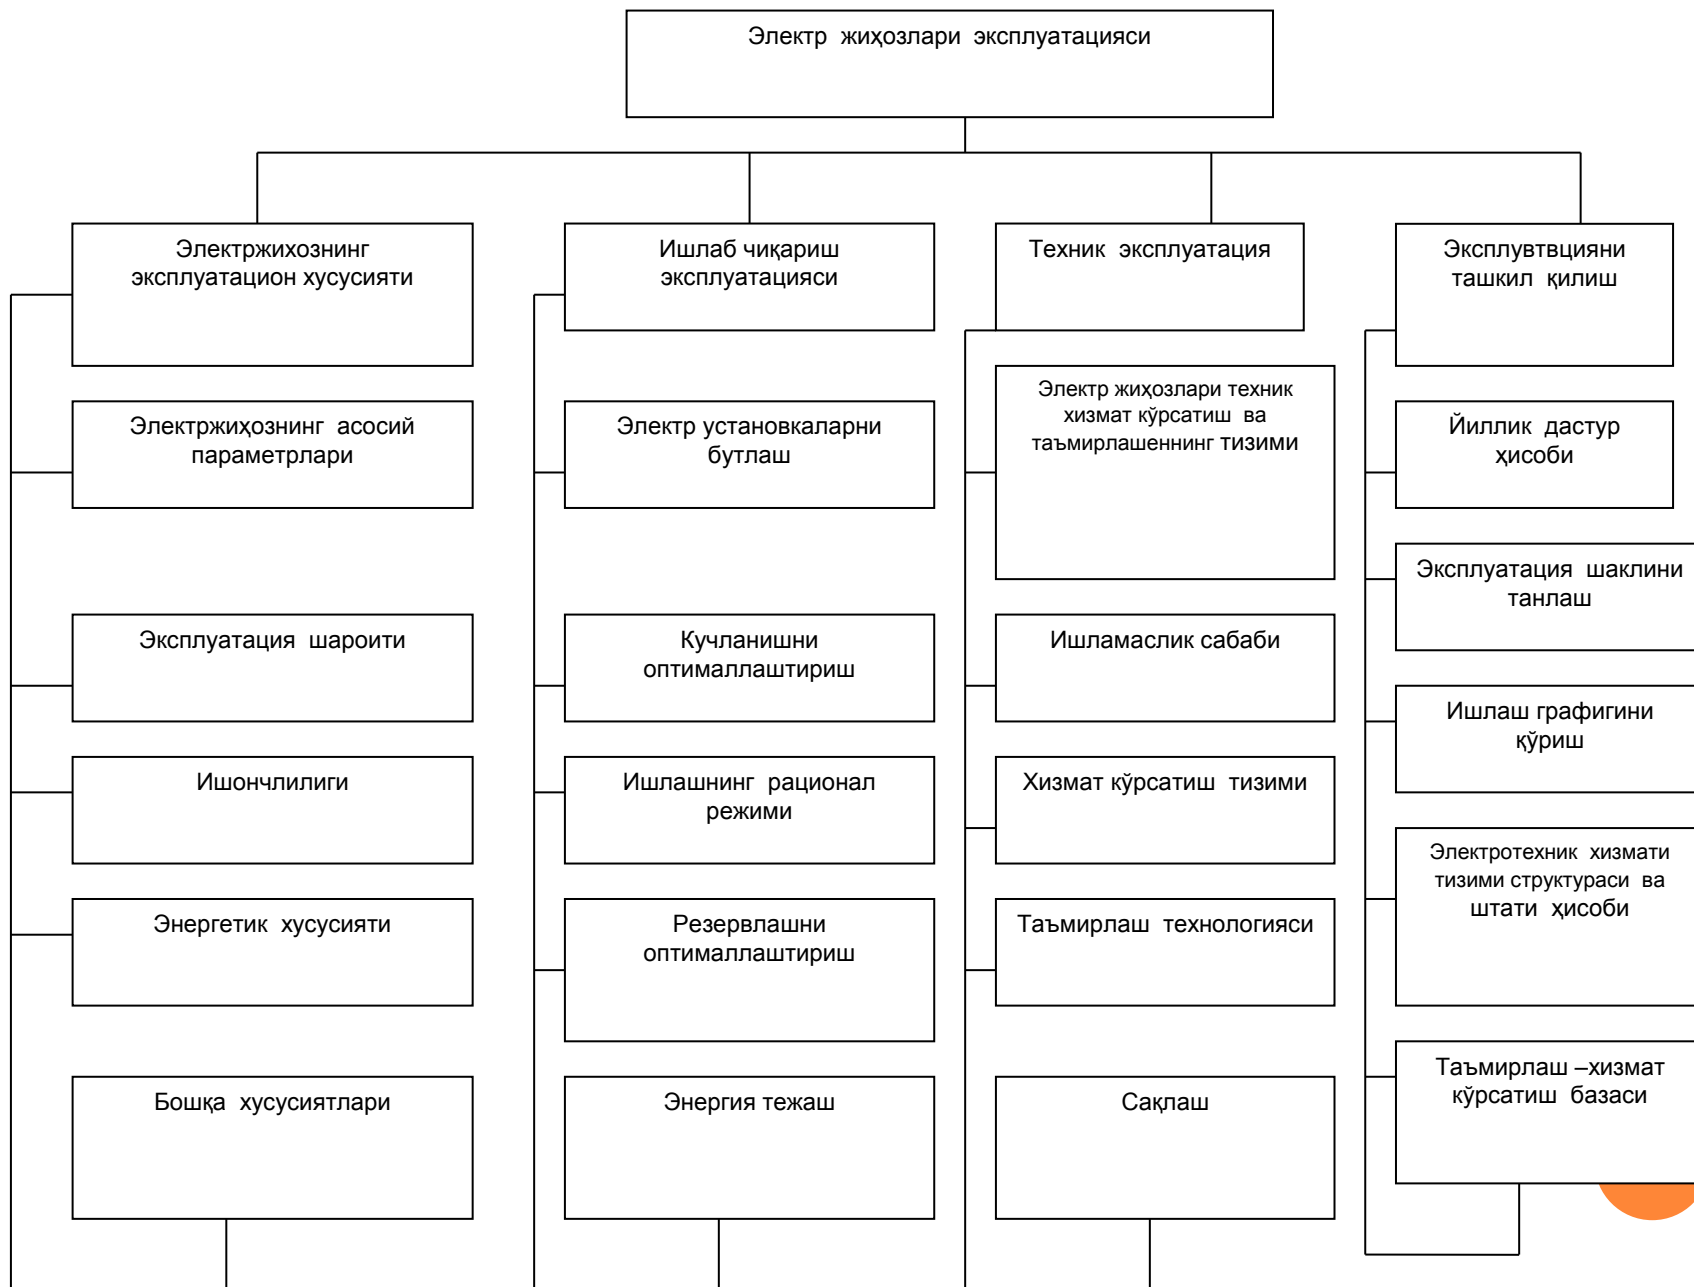 Электр жиҳозлари эксплуатацияси
Электржихознинг
эксплуатацион хусусияти
Электржиҳознинг асосий
параметрлари
Эксплуатация шароити
Ишончлилиги
Энергетик хусусияти
Бошқа хусусиятлари
Ишлаб чиқариш
эксплуатацияси
Электр установкаларни
бутлаш
Кучланишни
оптималлаштириш
Ишлашнинг рационал
режими
Резервлашни
оптималлаштириш
Энергия тежаш
Техник эксплуатация
Электр жиҳозлари техник
хизмат кўрсатиш ва
таъмирлашеннинг тизими
Ишламаслик сабаби
Хизмат кўрсатиш тизими
Таъмирлаш технологияси
Сақлаш
Эксплувтвцияни
ташкил қилиш
Йиллик дастур
ҳисоби
Эксплуатация шаклини
танлаш
Ишлаш графигини
қўриш
Электротехник хизмати
тизими структураси ва
штати ҳисоби
Таъмирлаш –хизмат
кўрсатиш базаси